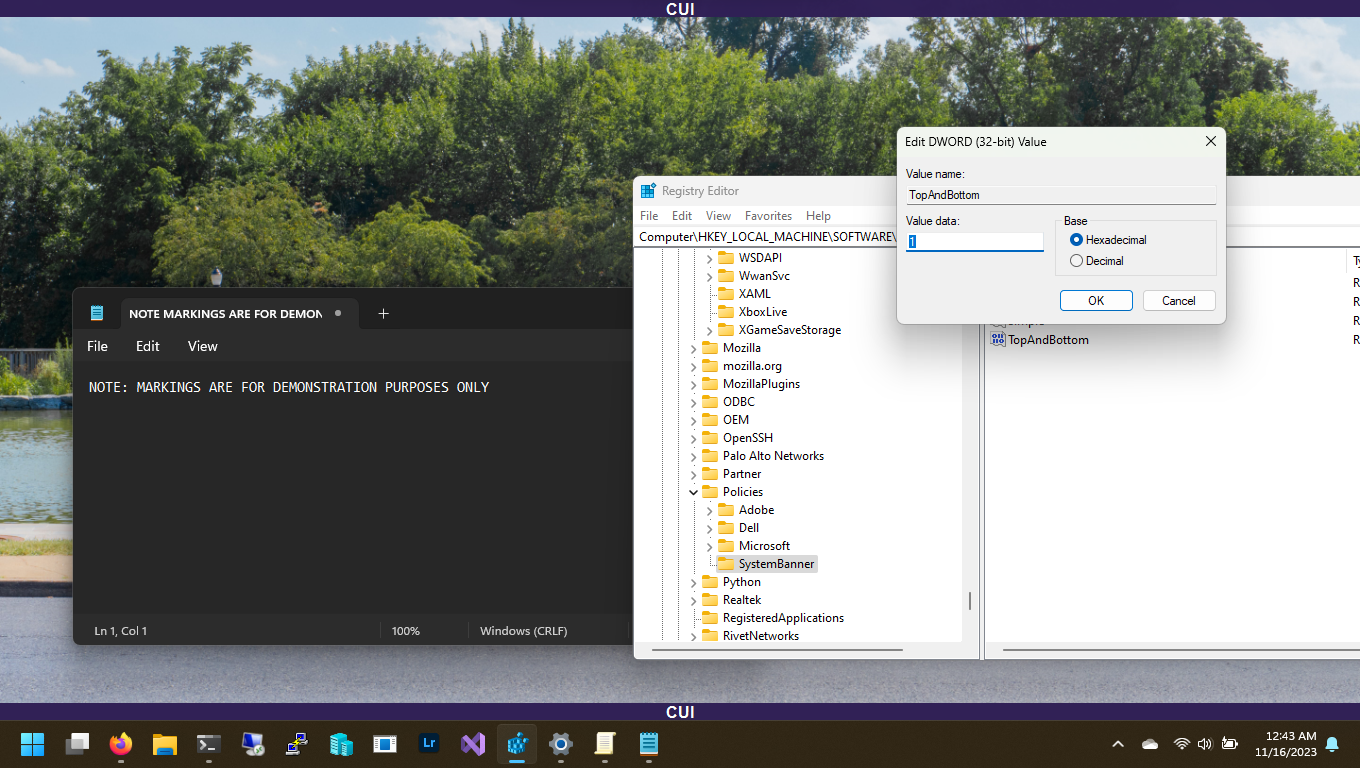 CUI
Edit DWORD (32-bit) Value
Value name:
TopAndBottom
Value data:
1
Base
Hexadecimal
Decimal
OK
Cancel
Registry Editor
File Edit View Favorites Help
Computer\HKEY_LOCAL_MACHINE\SOFTWARE\
WSDAPI
WwanSvc
XAML
XboxLive
XGameSaveStorage
Mozilla
mozilla.org
MozillaPlugins
ODBC
OEM
OpenSSH
Palo Alto Networks
Partner
Policies
Adobe
Dell
Microsoft
SystemBanner
Python
Realtek
RegisteredApplications
RivetNetworks
TopAndBottom
NOTE MARKINGS ARE FOR DEMON
File Edit View
NOTE: MARKINGS ARE FOR DEMONSTRATION PURPOSES ONLY
Ln 1, Col 1
100%
Windows (CRLF)
CUI
Lr
12:43 AM
11/16/2023